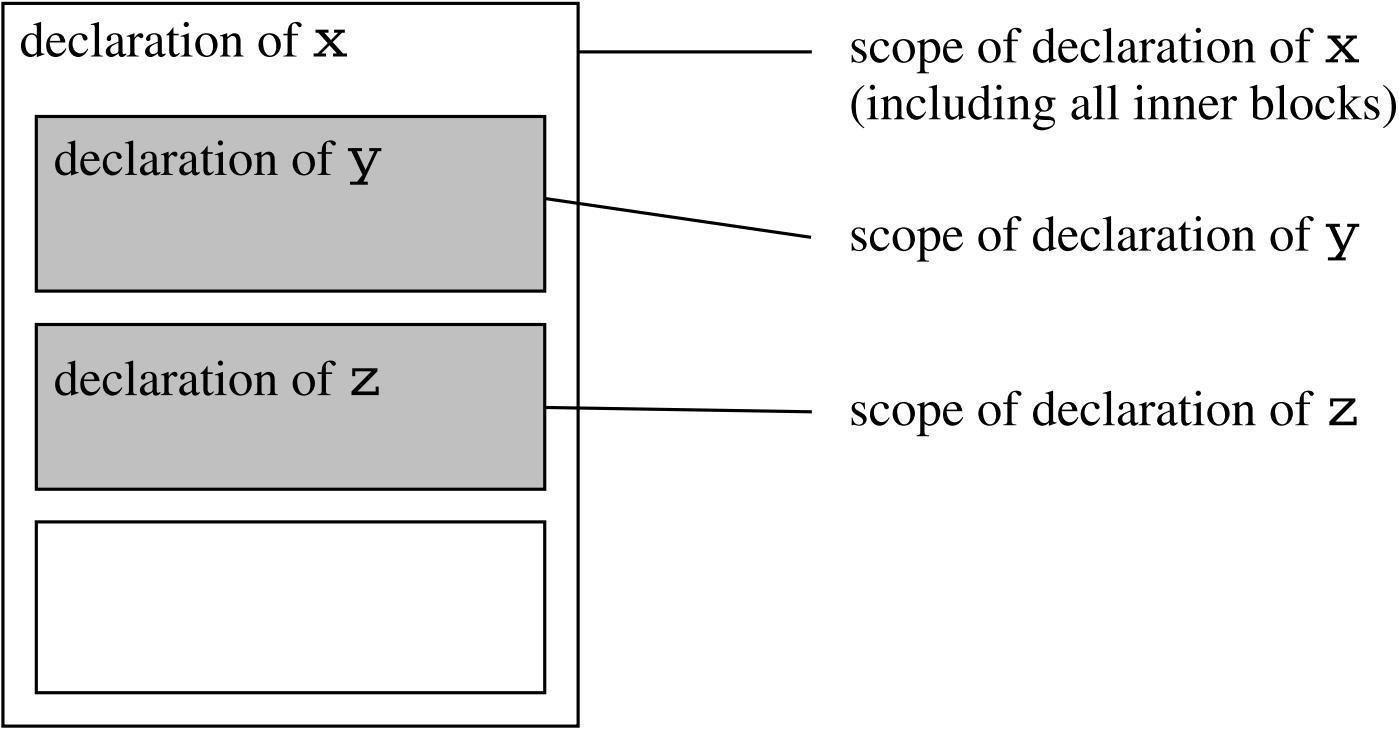 declaration of x
scope of declaration of x
(including all inner blocks)
declaration of y
scope of declaration of y
declaration of z
scope of declaration of z